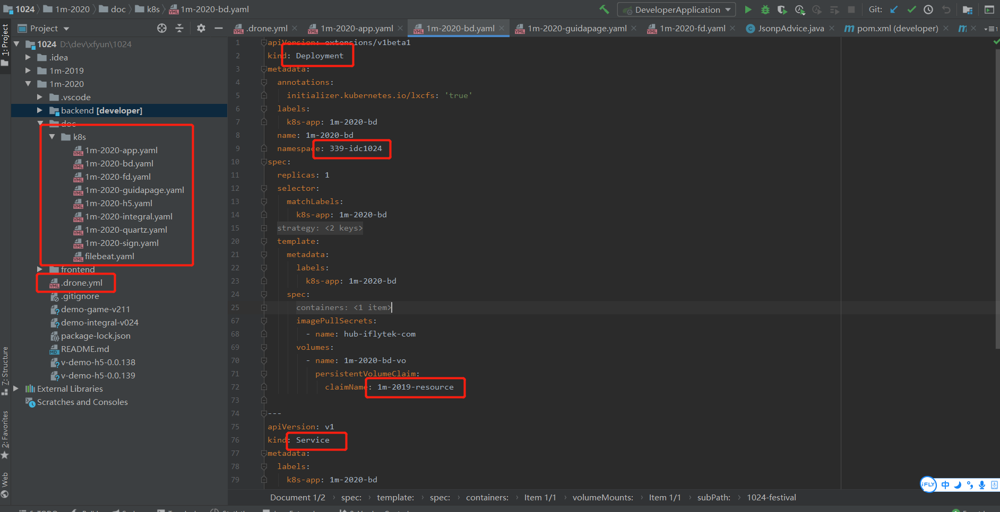 1024 1m-2020 doc k8s 1m-2020-bd.yaml DeveloperApplication Git:
Project .drone.yml 1m-2020-app.yaml 1m-2020-bd.yaml 1m-2020-guidapage.yaml 1m-2020-fd.yaml JsonpAdvice.java pom.xml (developer) m
1: Project
7: Structure
2: Favorites
Web
1024 D:\dev\xfyun\1024
.idea
1m-2019
1m-2020
.vscode
backend [developer]
doc
k8s
1m-2020-app.yaml
1m-2020-bd.yaml
1m-2020-fd.yaml
1m-2020-guidapage.yaml
1m-2020-h5.yaml
1m-2020-integral.yaml
1m-2020-quartz.yaml
1m-2020-sign.yaml
filebeat.yaml
frontend
.drone.yml
.gitignore
demo-game-v211
demo-integral-v024
package-lock.json
README.md
v-demo-h5-0.0.138
v-demo-h5-0.0.139
External Libraries
Scratches and Consoles
1 apiVersion: extensions/v1beta1
2 kind: Deployment
3 metadata:
4 annotations:
5 initializer.kubernetes.io/lxcfs: 'true'
6 labels:
7 k8s-app: 1m-2020-bd
8 name: 1m-2020-bd
9 namespace: 339-idc1024
10 spec:
11 replicas: 1
12 selector:
13 matchLabels:
14 k8s-app: 1m-2020-bd
15 strategy: <2 keys>
20 template:
21 metadata:
22 labels:
23 k8s-app: 1m-2020-bd
24 spec:
25 containers: <1 item>
67 imagePullSecrets:
68 - name: hub-iflytek-com
69 volumes:
70 - name: 1m-2020-bd-vo
71 persistentVolumeClaim:
72 claimName: 1m-2019-resource
73
74 ---
75 apiVersion: v1
76 kind: Service
77 metadata:
78 labels:
79 k8s-app: 1m-2020-bd
iFLY 中
Document 1/2 › spec: › template: › spec: › containers: › Item 1/1 › volumeMounts: › Item 1/1 › subPath: › 1024-festival